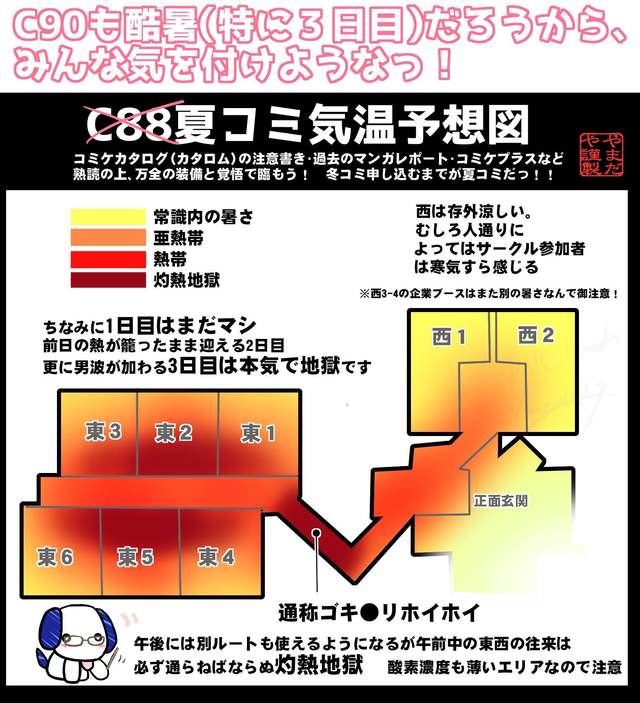 C90も酷暑(特に３日目)だろうから、
みんな気を付けようなっ！
C88夏コミ気温予想図
コミケカタログ(カタロム)の注意書き・過去のマンガレポート・コミケプラスなど
熟読の上、万全の装備と覚悟で臨もう！　冬コミ申し込むまでが夏コミだっ！！
やまだ
や謹製
常識内の暑さ
亜熱帯
熱帯
灼熱地獄
西は存外涼しい。
むしろ人通りに
よってはサークル参加者
は寒気すら感じる
※西3-4の企業ブースはまた別の暑さなんで御注意！
ちなみに1日目はまだマシ
前日の熱が籠ったまま迎える2日目
更に男波が加わる3日目は本気で地獄です
西１
西２
東３
東２
東１
正面玄関
東６
東５
東４
通称ゴキ●リホイホイ
午後には別ルートも使えるようになるが午前中の東西の往来は
必ず通らねばならぬ灼熱地獄　酸素濃度も薄いエリアなので注意